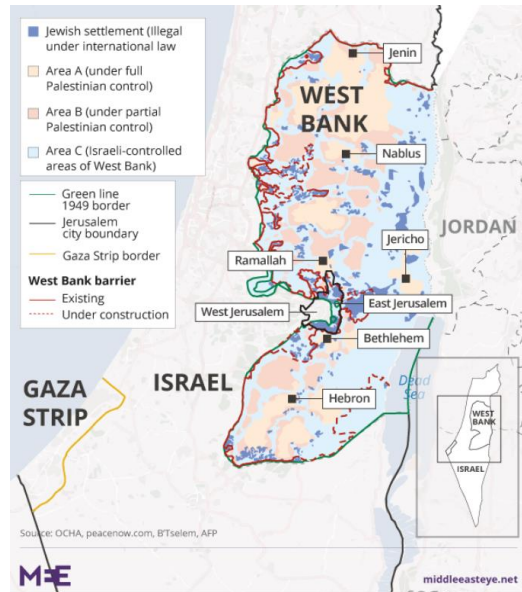 Jewish settlement (Illegal
under international law
Area A (under full
Palestinian control)
Area B (under partial
Palestinian control)
Area C (Israeli-controlled
areas of West Bank)
Green line
1949 border
Jerusalem
city boundary
Gaza Strip border
West Bank barrier
Existing
Under construction
Jenin
WEST
BANK
Nablus
JORDAN
Jericho
Ramallah
West Jerusalem
East Jerusalem
Bethlehem
ISRAEL
GAZA
STRIP
Dead
Sea
Hebron
WEST
BANK
ISRAEL
Source: OCHA, peacenow.com, B'Tselem, AFP
MEE
middleeasteye.net